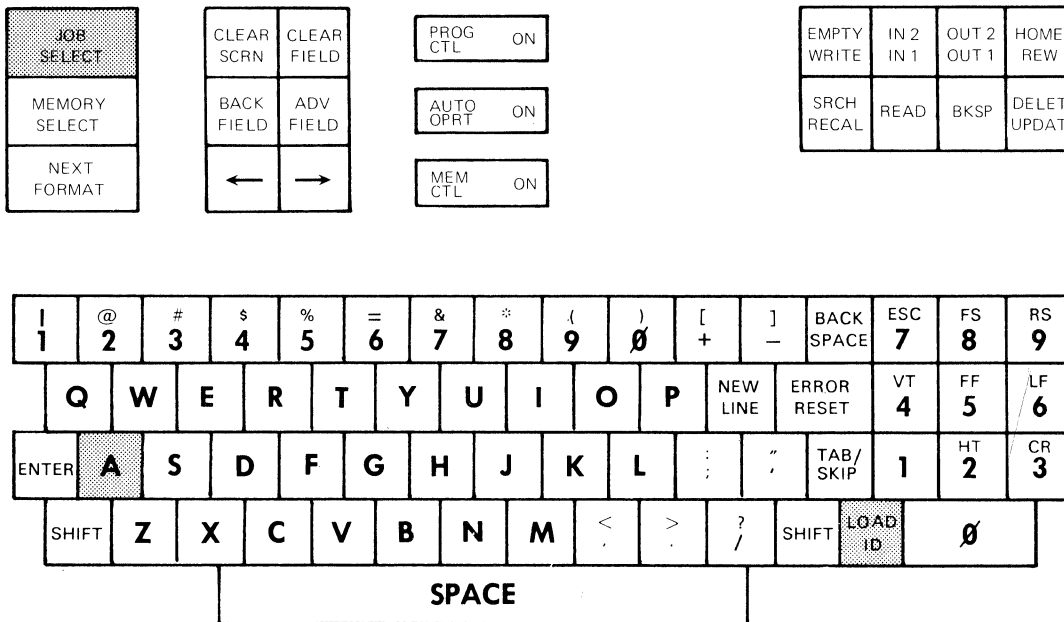 JOB SELECT
MEMORY SELECT
NEXT FORMAT
CLEAR SCRN
CLEAR FIELD
BACK FIELD
ADV FIELD
← →
PROG CTL ON
AUTO OPRT ON
MEM CTL ON
EMPTY WRITE
IN 2 IN 1
OUT 2 OUT 1
HOME REW
SRCH RECAL
READ
BKSP
DELET UPDAT
| @ # $ % = & * ( ) [ ] BACK ESC FS RS
1 2 3 4 5 6 7 8 9 Ø + – SPACE 7 8 9
Q W E R T Y U I O P NEW LINE ERROR RESET VT 4 FF 5 LF 6
ENTER A S D F G H J K L : ; " ' TAB/ SKIP 1 HT 2 CR 3
SHIFT Z X C V B N M < , > . ? / SHIFT LOAD ID Ø
SPACE